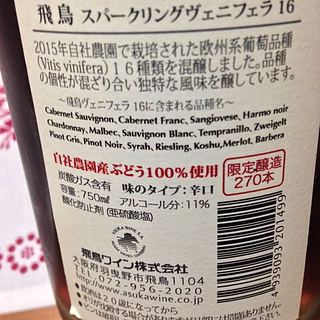 飛鳥 スパークリングヴェニフェラ 16
2015年自社農園で栽培された欧州系葡萄品種
(Vitis vinifera) 16種類を混醸しました。品種
の個性が混ざり合い独特な風味を醸しています。
～飛鳥ヴェニフェラ 16に含まれる品種名～
Cabernet Sauvignon, Cabernet Franc, Sangiovese, Harmo noir
Chardonnay, Malbec, Sauvignon Blanc, Tempranillo, Zweigelt
Pinot Gris, Pinot Noir, Syrah, Riesling, Koshu, Merlot, Barbera
自社農園産ぶどう100％使用
限定醸造
270本
炭酸ガス含有 味のタイプ：辛口
容量：750ml アルコール分：11%
酸化防止剤 (亜硫酸塩)
ASUKA WINE CO.
飛鳥ワイン株式会社
大阪府羽曳野市飛鳥1104
☎ 072-956-2020
www.asukawine.co.jp
4 939093 201499